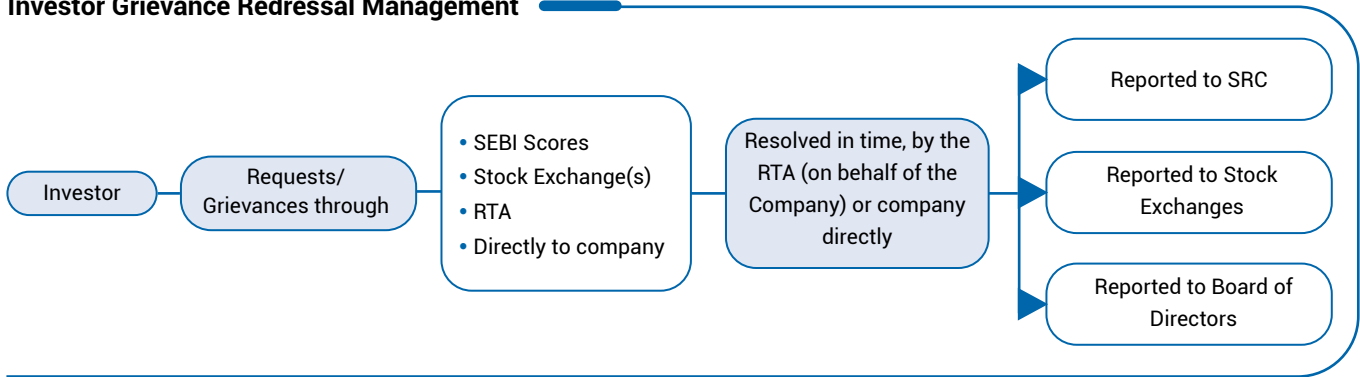 Investor Grievance Redressal Management
Investor
Requests/
Grievances through
• SEBI Scores
• Stock Exchange(s)
• RTA
• Directly to company
Resolved in time, by the
RTA (on behalf of the
Company) or company
directly
Reported to SRC
Reported to Stock
Exchanges
Reported to Board of
Directors